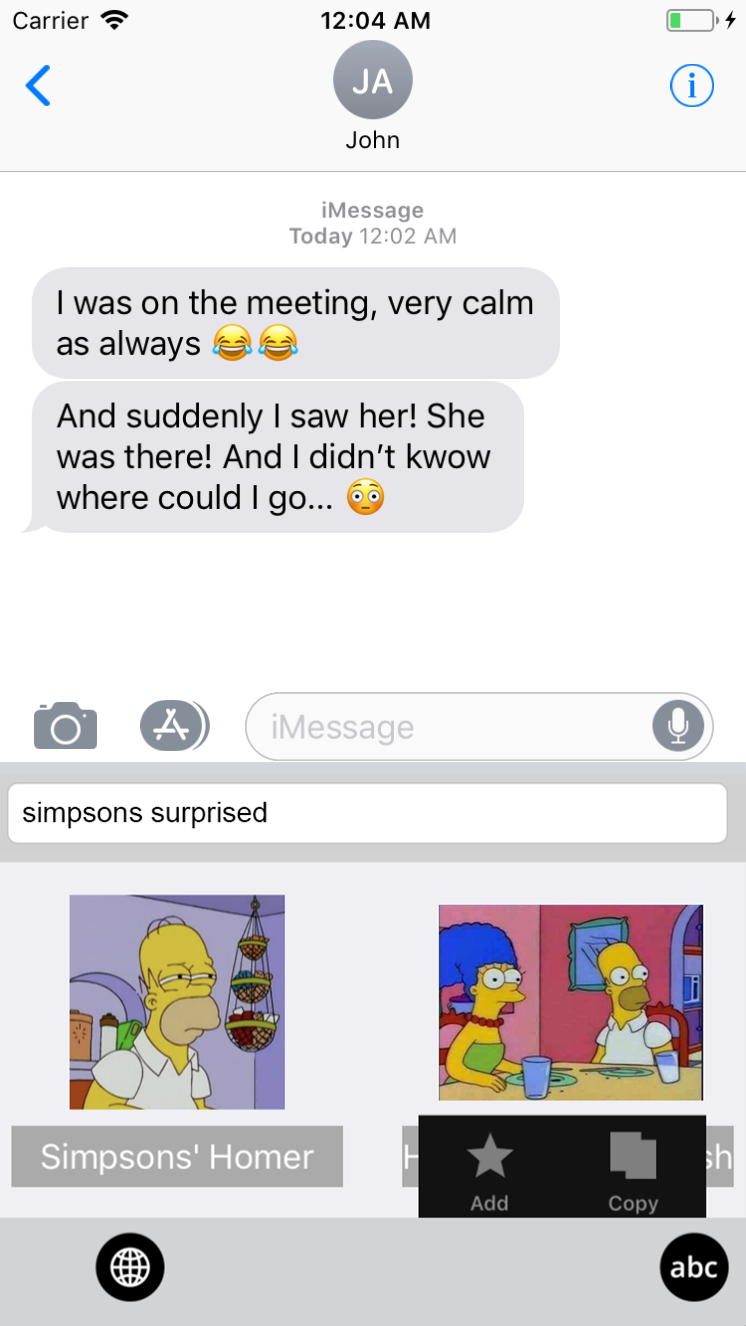 Carrier 12:04 AM
JA
John
iMessage
Today 12:02 AM
I was on the meeting, very calm
as always 😂😂
And suddenly I saw her! She
was there! And I didn't kwow
where could I go... 😳
iMessage
simpsons surprised
Simpsons' Homer
Add Copy
abc